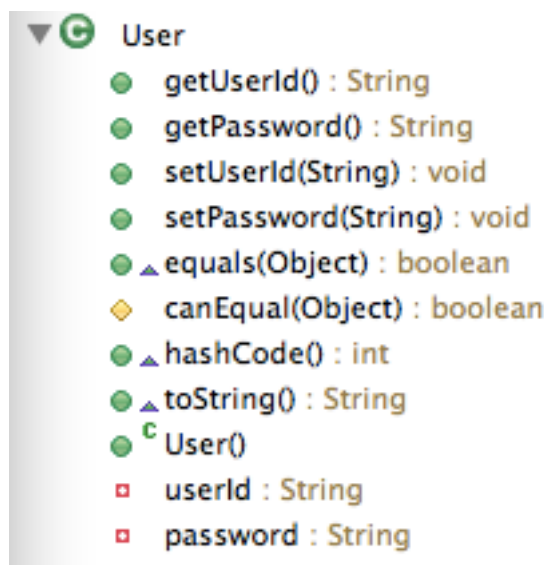 User
getUserId() : String
getPassword() : String
setUserId(String) : void
setPassword(String) : void
equals(Object) : boolean
canEqual(Object) : boolean
hashCode() : int
toString() : String
C User()
userId : String
password : String